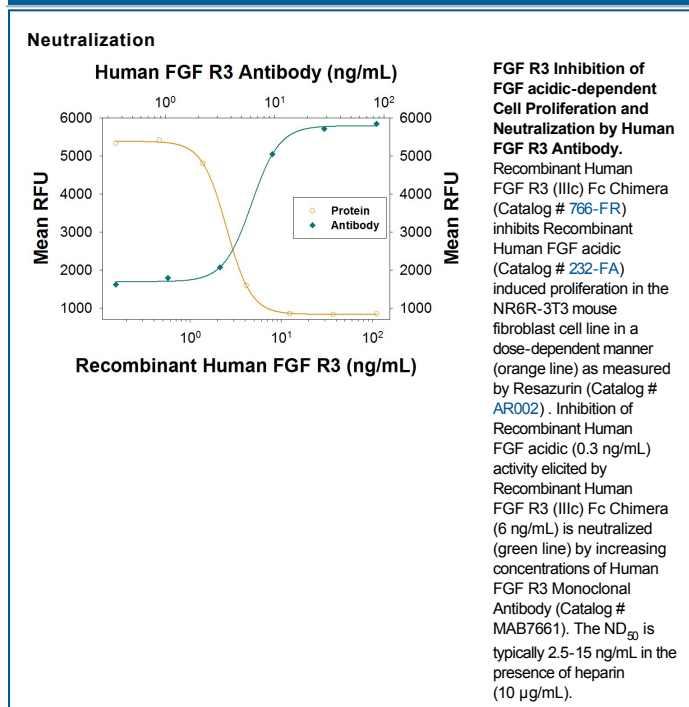 Neutralization
Human FGF R3 Antibody (ng/mL)
10⁰ 10¹ 10²
6000 6000
5000 5000
4000 4000
3000 3000
2000 2000
1000 1000
Mean RFU
Mean RFU
Protein
Antibody
10⁰ 10¹ 10²
Recombinant Human FGF R3 (ng/mL)
FGF R3 Inhibition of
FGF acidic-dependent
Cell Proliferation and
Neutralization by Human
FGF R3 Antibody.
Recombinant Human
FGF R3 (IIIc) Fc Chimera
(Catalog # 766-FR)
inhibits Recombinant
Human FGF acidic
(Catalog # 232-FA)
induced proliferation in the
NR6R-3T3 mouse
fibroblast cell line in a
dose-dependent manner
(orange line) as measured
by Resazurin (Catalog #
AR002) . Inhibition of
Recombinant Human
FGF acidic (0.3 ng/mL)
activity elicited by
Recombinant Human
FGF R3 (IIIc) Fc Chimera
(6 ng/mL) is neutralized
(green line) by increasing
concentrations of Human
FGF R3 Monoclonal
Antibody (Catalog #
MAB7661). The ND₅₀ is
typically 2.5-15 ng/mL in the
presence of heparin
(10 µg/mL).